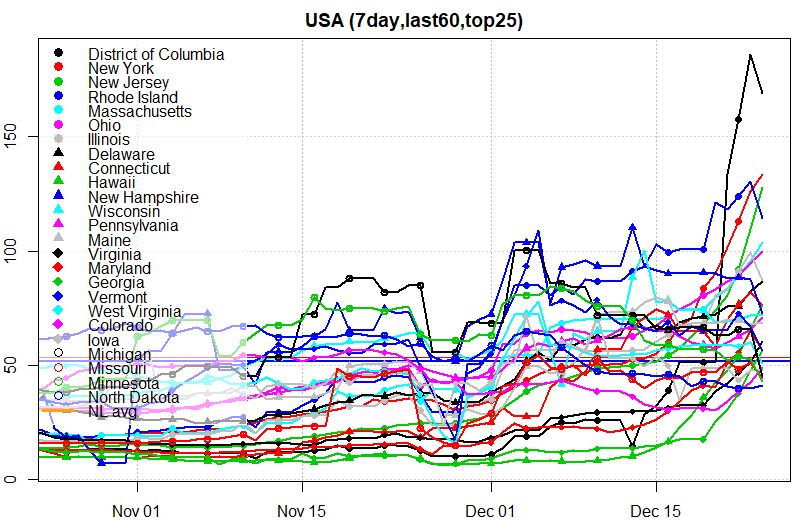 USA (7day,last60,top25)
District of Columbia
New York
New Jersey
Rhode Island
Massachusetts
Ohio
Illinois
Delaware
Connecticut
Hawaii
New Hampshire
Wisconsin
Pennsylvania
Maine
Virginia
Maryland
Georgia
Vermont
West Virginia
Colorado
Iowa
Michigan
Missouri
Minnesota
North Dakota
NL avg
150
100
50
0
Nov 01
Nov 15
Dec 01
Dec 15